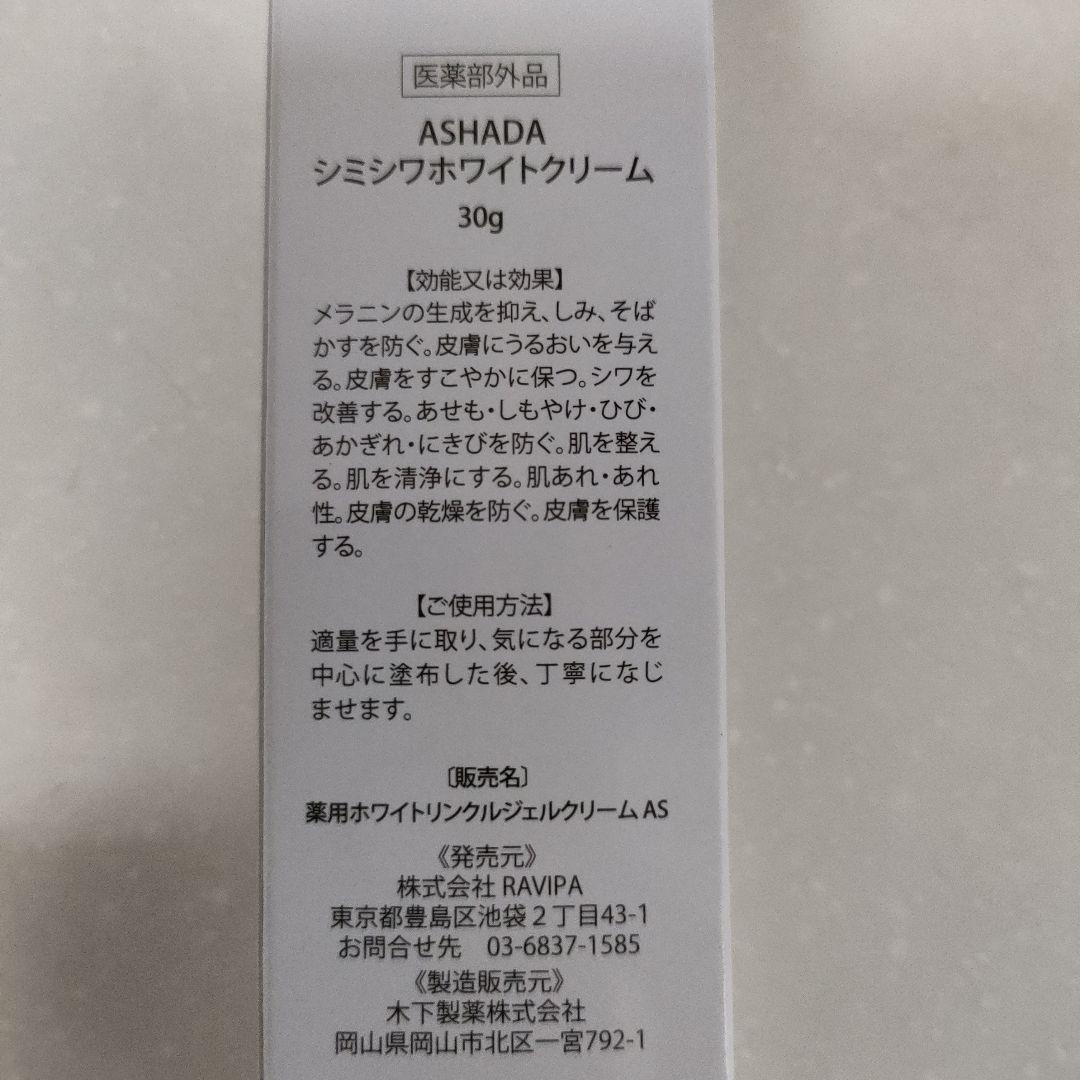 医薬部外品
ASHADA
シミシワホワイトクリーム
30g
【効能又は効果】
メラニンの生成を抑え、しみ、そば
かすを防ぐ。皮膚にうるおいを与え
る。皮膚をすこやかに保つ。シワを
改善する。あせも・しもやけ・ひび・
あかぎれ・にきびを防ぐ。肌を整え
る。肌を清浄にする。肌あれ・あれ
性。皮膚の乾燥を防ぐ。皮膚を保護
する。
【ご使用方法】
適量を手に取り、気になる部分を
中心に塗布した後、丁寧になじ
ませます。
〔販売名〕
薬用ホワイトリンクルジェルクリーム AS
《発売元》
株式会社 RAVIPA
東京都豊島区池袋２丁目43-1
お問合せ先　03-6837-1585
《製造販売元》
木下製薬株式会社
岡山県岡山市北区一宮792-1